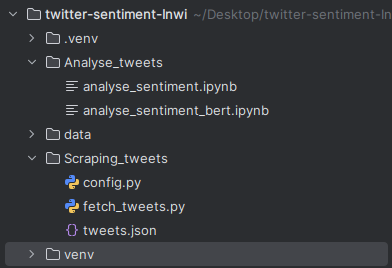 twitter-sentiment-lnwi ~/Desktop/twitter-sentiment-ln
.venv
Analyse_tweets
analyse_sentiment.ipynb
analyse_sentiment_bert.ipynb
data
Scraping_tweets
config.py
fetch_tweets.py
tweets.json
venv